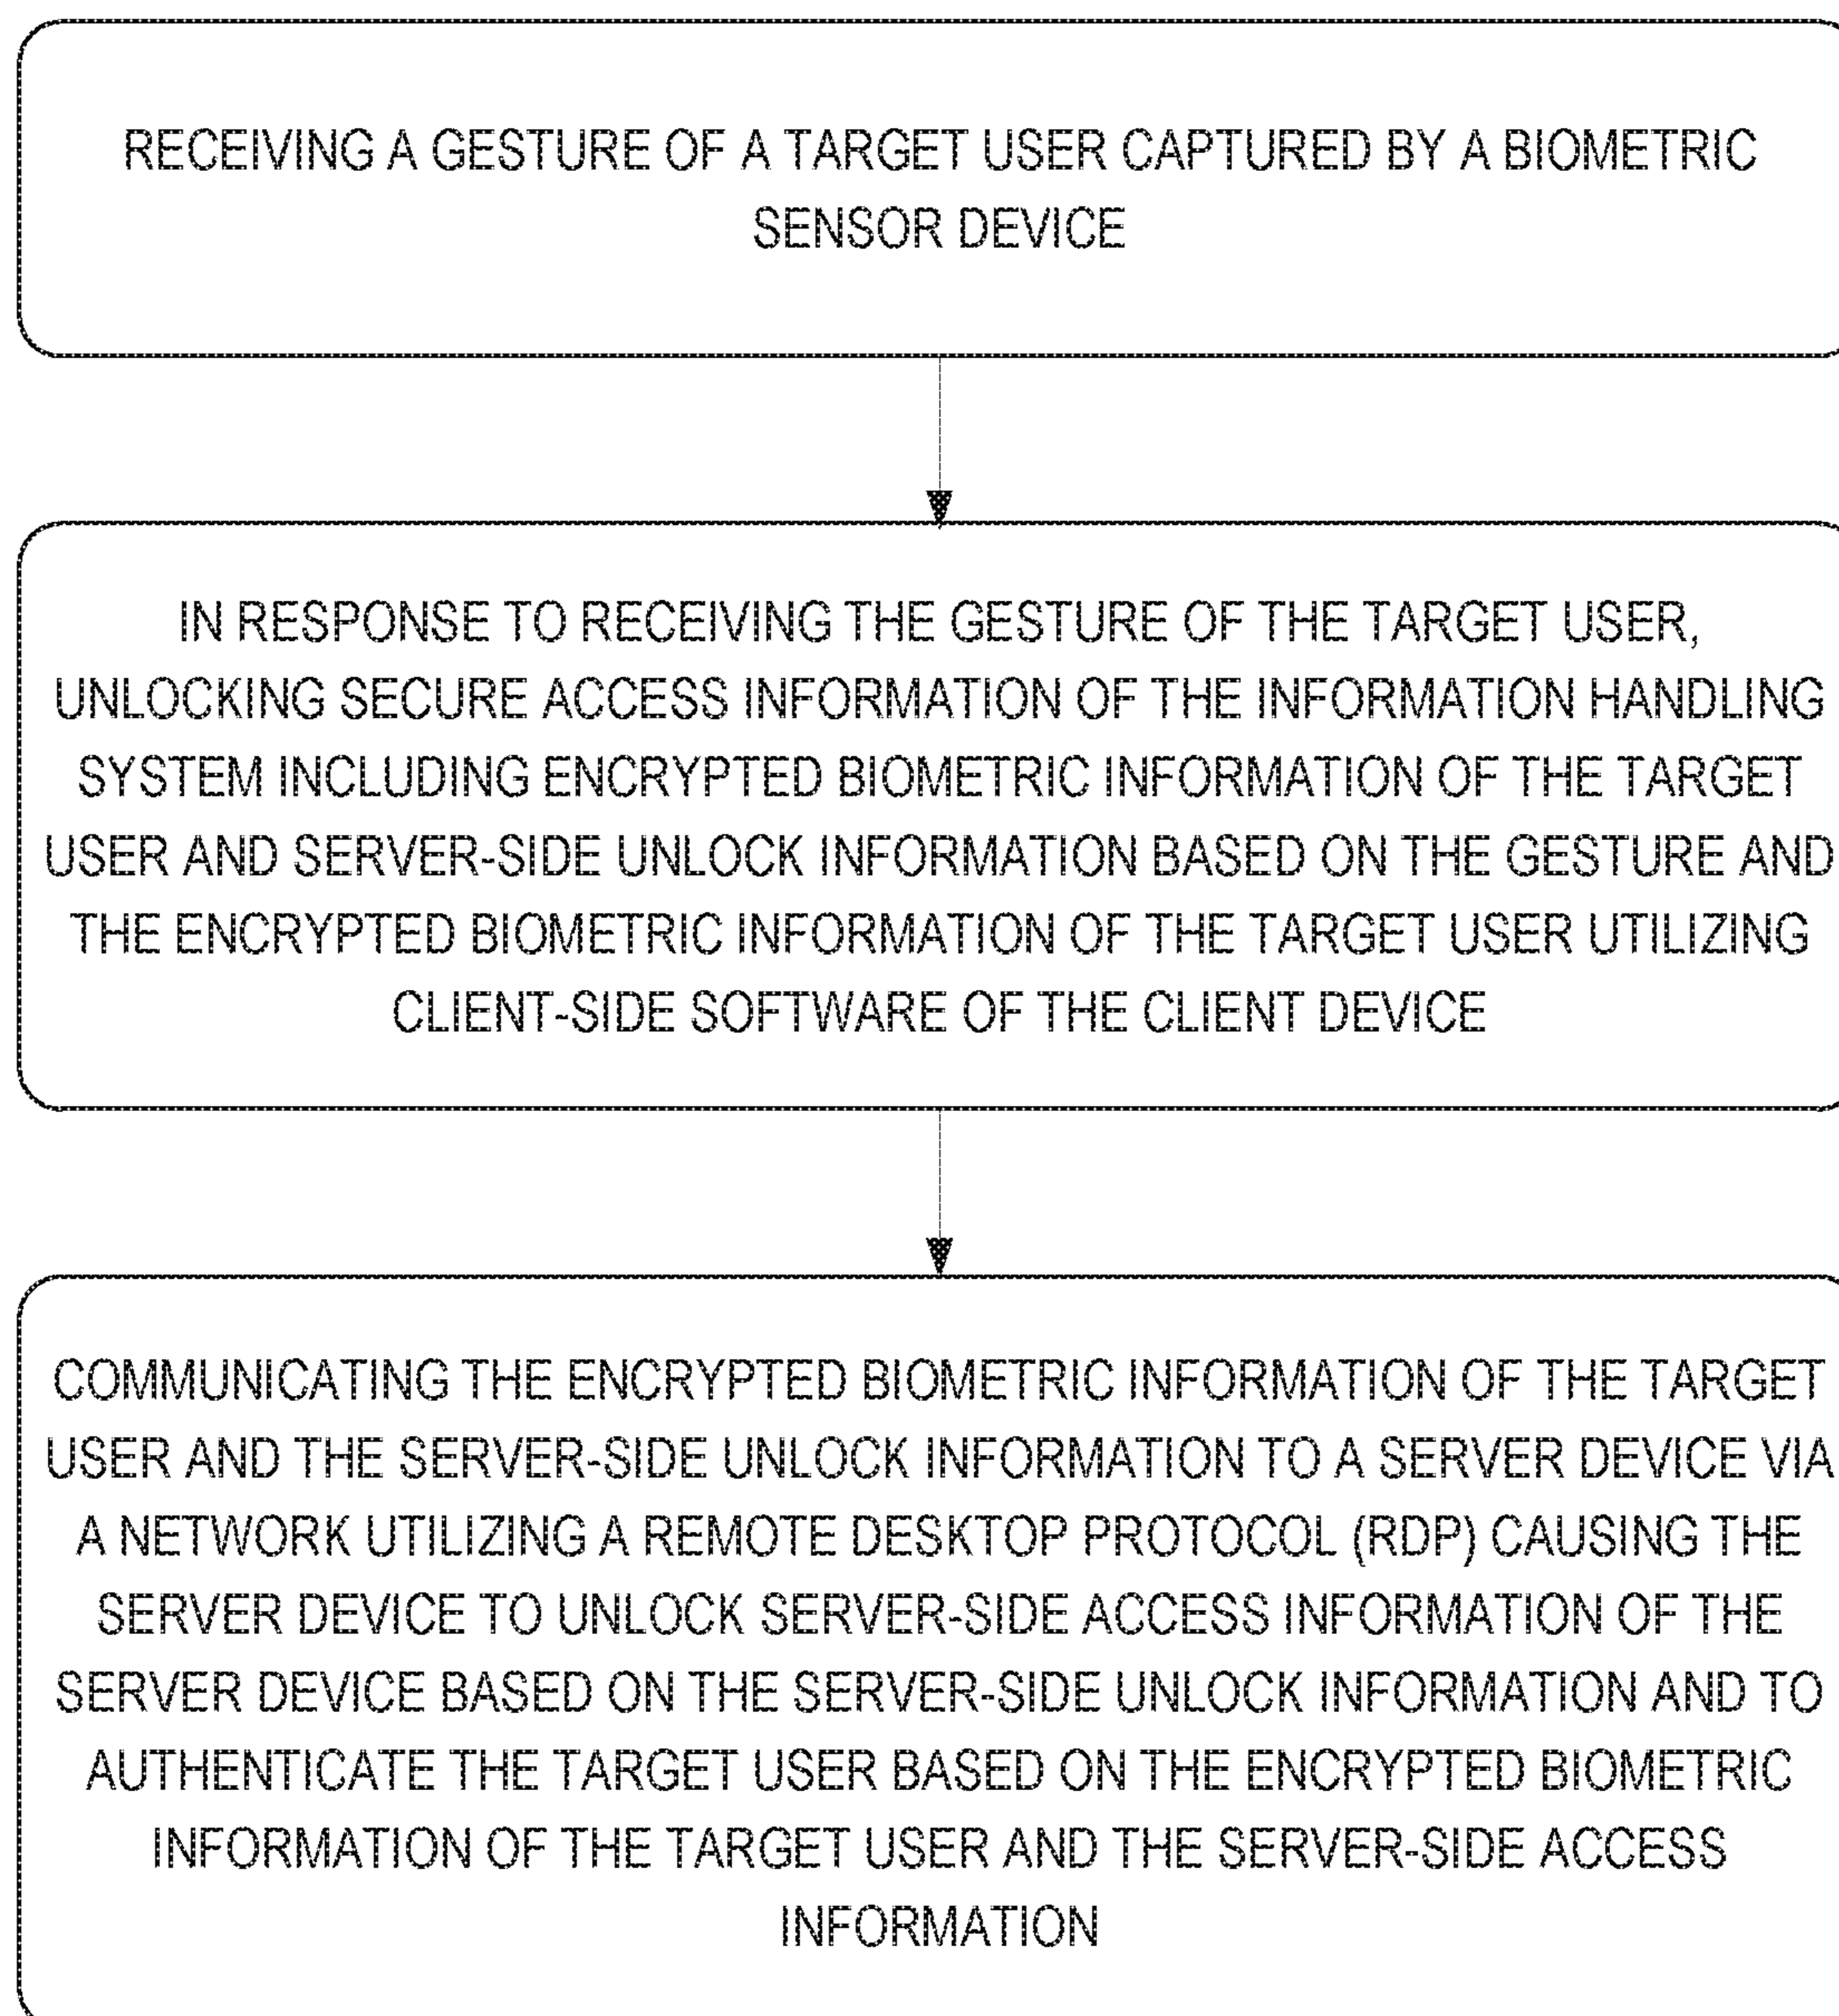 RECEIVING A GESTURE OF A TARGET USER CAPTURED BY A BIOMETRIC
SENSOR DEVICE
IN RESPONSE TO RECEIVING THE GESTURE OF THE TARGET USER,
UNLOCKING SECURE ACCESS INFORMATION OF THE INFORMATION HANDLING
SYSTEM INCLUDING ENCRYPTED BIOMETRIC INFORMATION OF THE TARGET
USER AND SERVER-SIDE UNLOCK INFORMATION BASED ON THE GESTURE AND
THE ENCRYPTED BIOMETRIC INFORMATION OF THE TARGET USER UTILIZING
CLIENT-SIDE SOFTWARE OF THE CLIENT DEVICE
COMMUNICATING THE ENCRYPTED BIOMETRIC INFORMATION OF THE TARGET
USER AND THE SERVER-SIDE UNLOCK INFORMATION TO A SERVER DEVICE VIA
A NETWORK UTILIZING A REMOTE DESKTOP PROTOCOL (RDP) CAUSING THE
SERVER DEVICE TO UNLOCK SERVER-SIDE ACCESS INFORMATION OF THE
SERVER DEVICE BASED ON THE SERVER-SIDE UNLOCK INFORMATION AND TO
AUTHENTICATE THE TARGET USER BASED ON THE ENCRYPTED BIOMETRIC
INFORMATION OF THE TARGET USER AND THE SERVER-SIDE ACCESS
INFORMATION